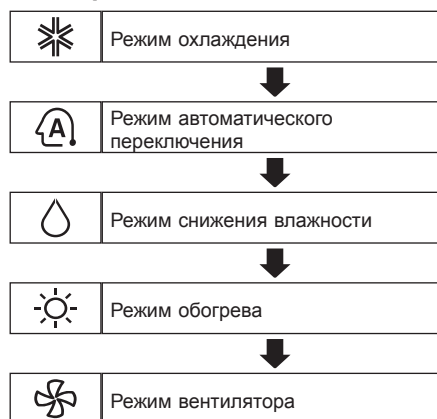 Режим охлаждения
A
Режим автоматического
переключения
Режим снижения влажности
Режим обогрева
Режим вентилятора